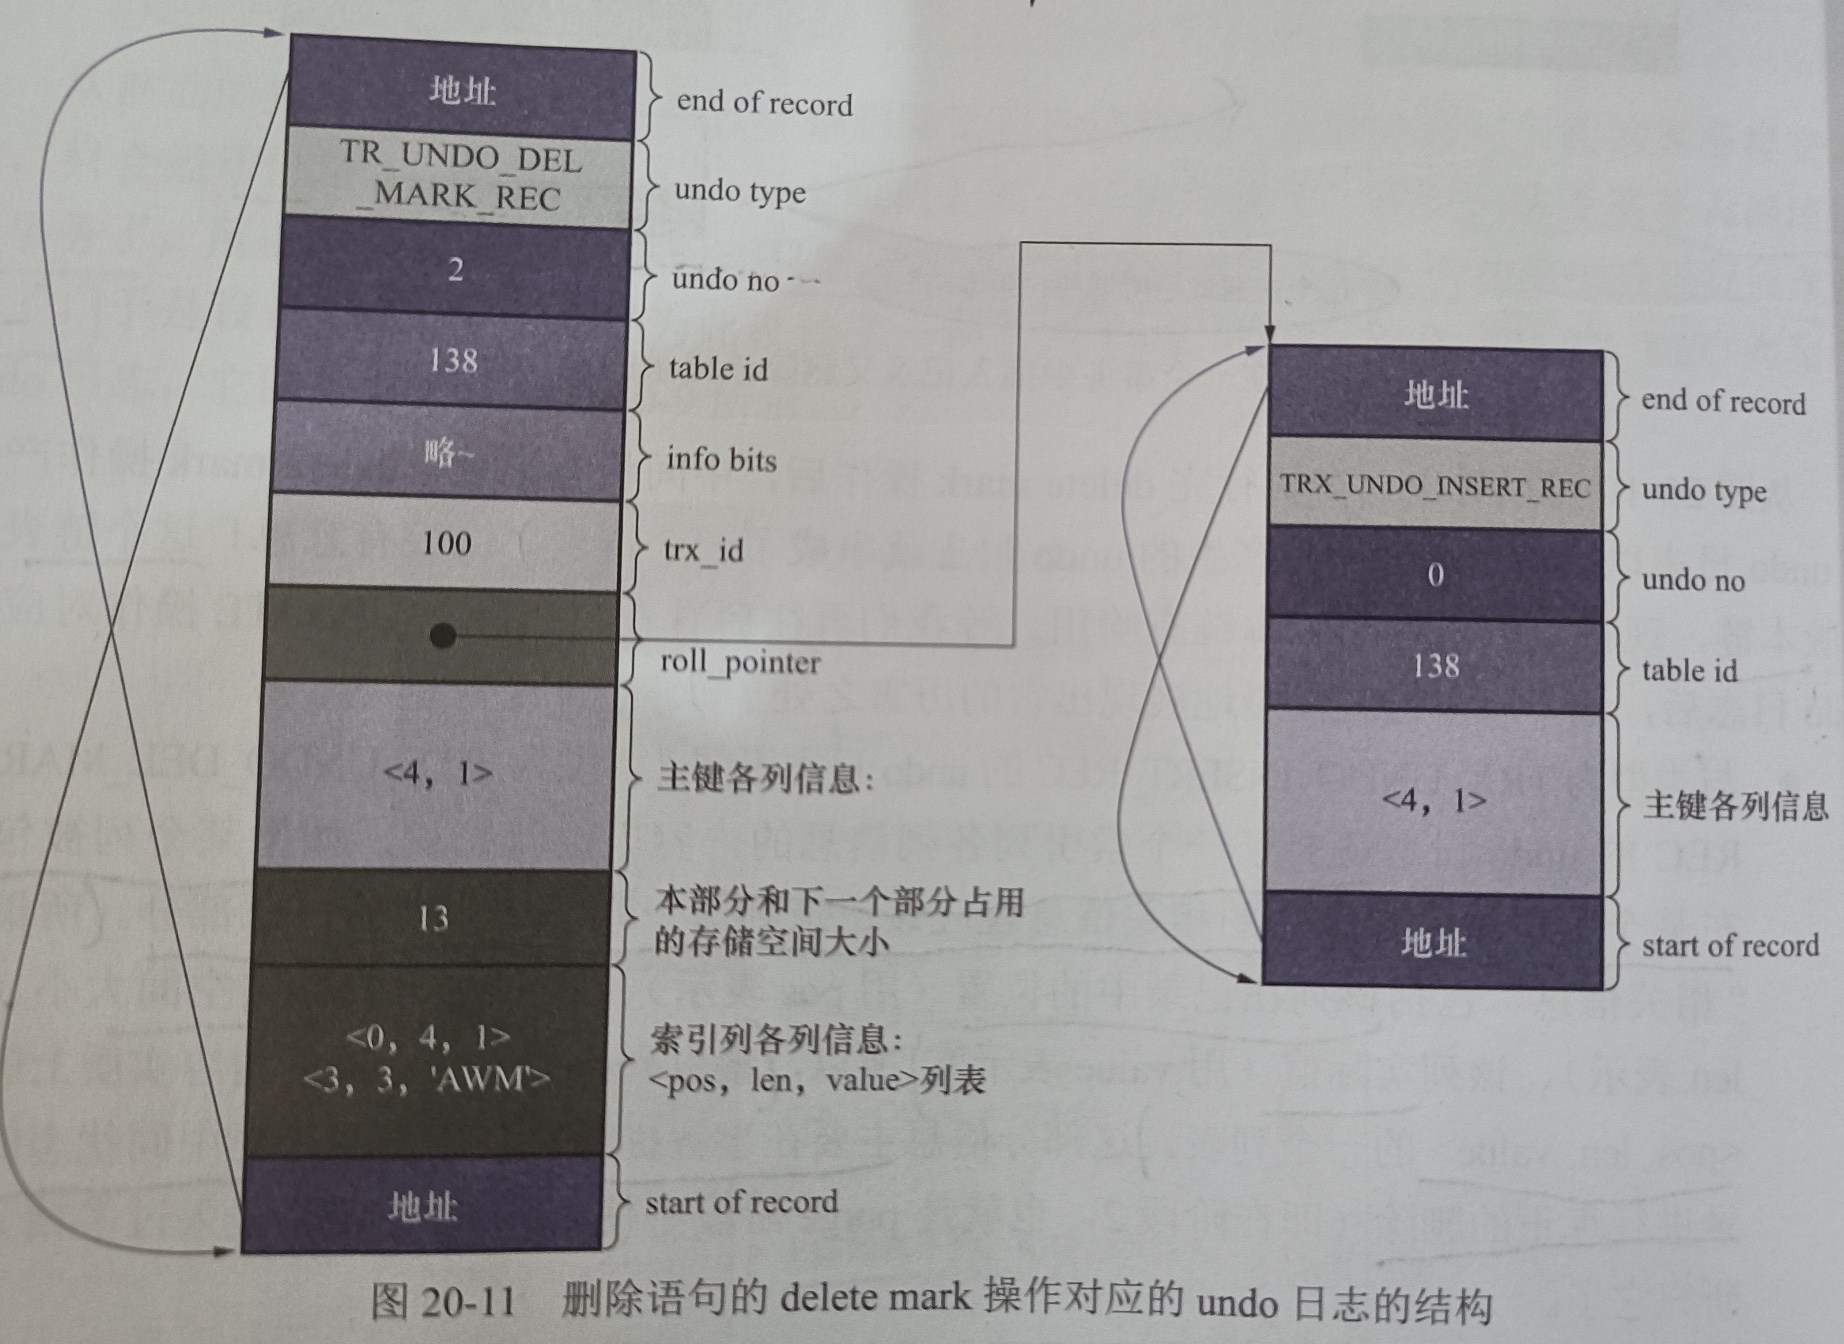 地址
end of record
TR_UNDO_DEL
_MARK_REC
undo type
2
undo no
138
table id
略~
info bits
100
trx_id
roll_pointer
<4, 1>
主键各列信息:
13
本部分和下一个部分占用
的存储空间大小
<0, 4, 1>
<3, 3, 'AWM'>
索引列各列信息:
<pos, len, value>列表
地址
start of record
地址
end of record
TRX_UNDO_INSERT_REC
undo type
0
undo no
138
table id
<4, 1>
主键各列信息
地址
start of record
图 20-11 删除语句的 delete mark 操作对应的 undo 日志的结构